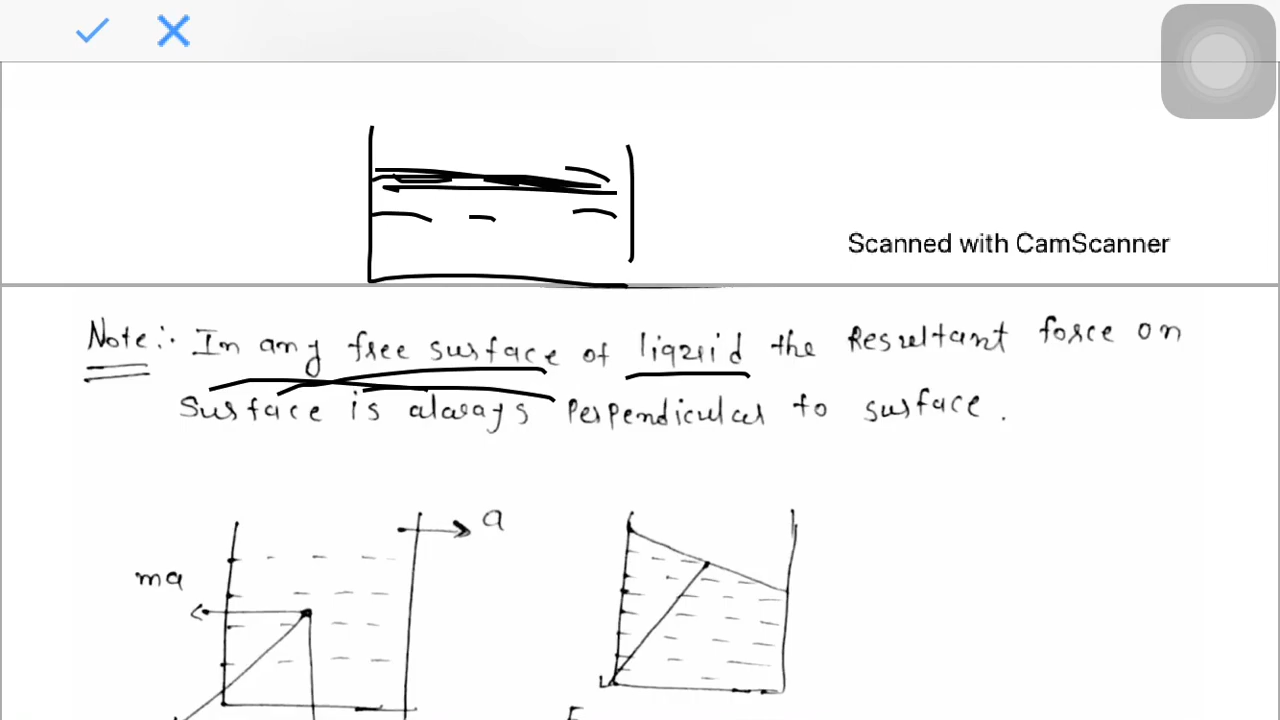 Scanned with CamScanner
Note:- In any free surface of liquid the Resultant force on
Surface is always Perpendicular to surface.
a
ma
F